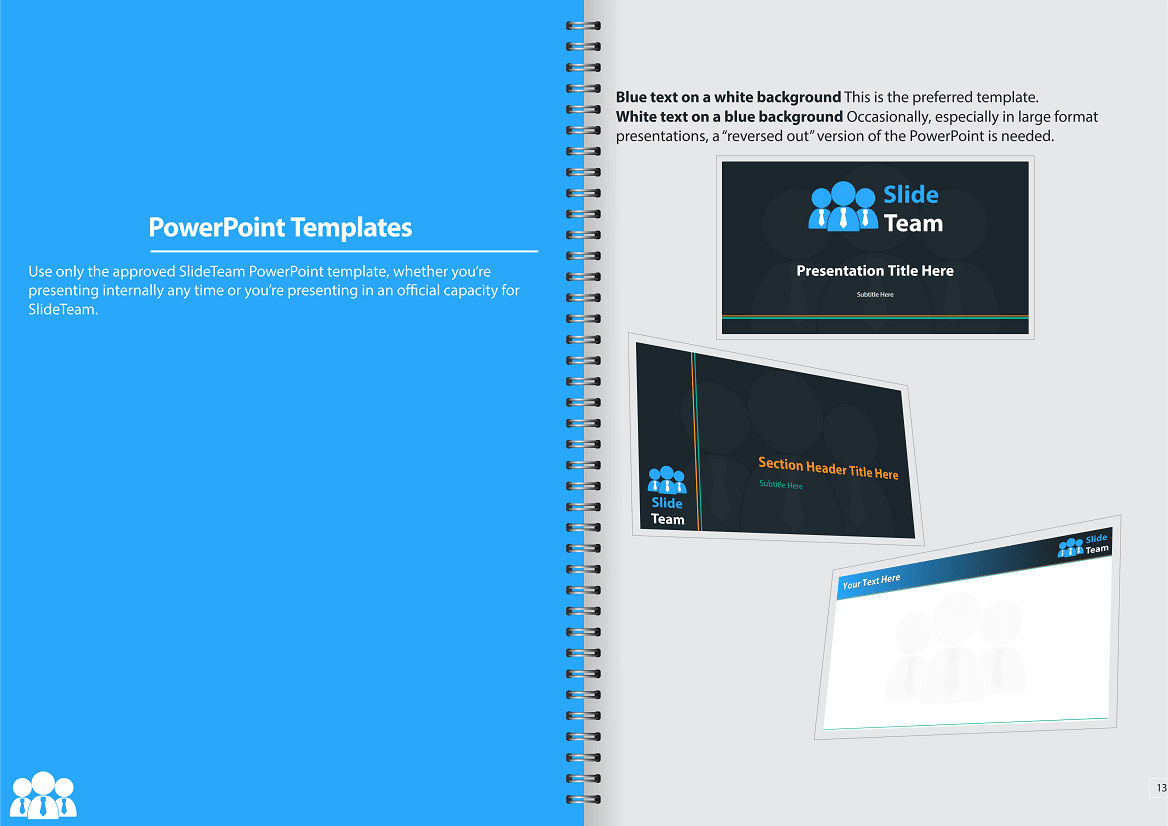 PowerPoint Templates
Use only the approved SlideTeam PowerPoint template, whether you’re
presenting internally any time or you’re presenting in an official capacity for
SlideTeam.
Blue text on a white background This is the preferred template.
White text on a blue background Occasionally, especially in large format
presentations, a “reversed out” version of the PowerPoint is needed.
Slide
Team
Presentation Title Here
Subtitle Here
Section Header Title Here
Subtitle Here
Slide
Team
Your Text Here
Slide
Team
13